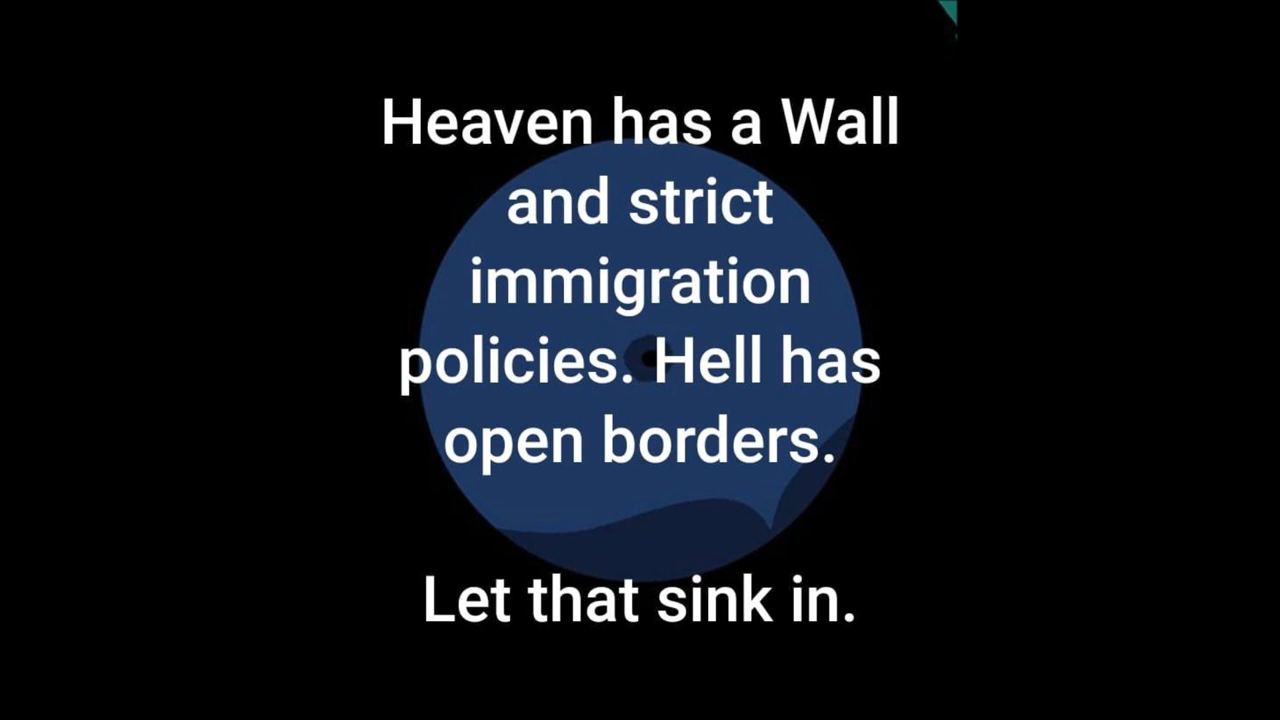 Heaven has a Wall
and strict
immigration
policies. Hell has
open borders.
Let that sink in.